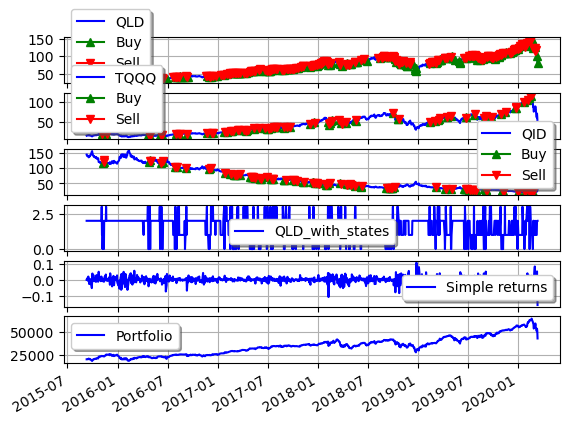 QLD
Buy
Sell
150
100
50
TQQQ
Buy
Sell
100
50
QID
Buy
Sell
150
100
50
2.5
0.0
QLD_with_states
0.1
0.0
−0.1
Simple returns
Portfolio
50000
25000
2015-07
2016-01
2016-07
2017-01
2017-07
2018-01
2018-07
2019-01
2019-07
2020-01